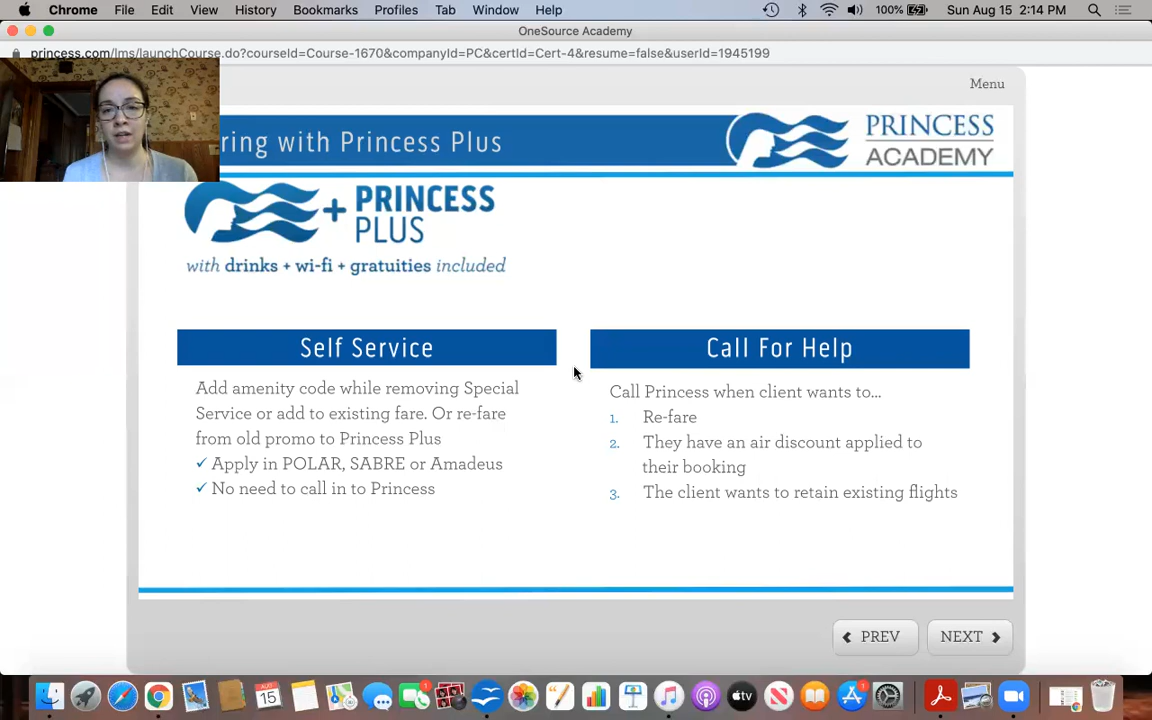 Chrome File Edit View History Bookmarks Profiles Tab Window Help 100% Sun Aug 15 2:14 PM
OneSource Academy
princess.com/lms/launchCourse.do?courseId=Course-1670&companyId=PC&certId=Cert-4&resume=false&userId=1945199
Menu
ring with Princess Plus
PRINCESS
ACADEMY
+ PRINCESS
PLUS
with drinks + wi-fi + gratuities included
Self Service
Add amenity code while removing Special
Service or add to existing fare. Or re-fare
from old promo to Princess Plus
✓ Apply in POLAR, SABRE or Amadeus
✓ No need to call in to Princess
Call For Help
Call Princess when client wants to...
1. Re-fare
2. They have an air discount applied to
their booking
3. The client wants to retain existing flights
PREV
NEXT
AUG
15
1
1
tv